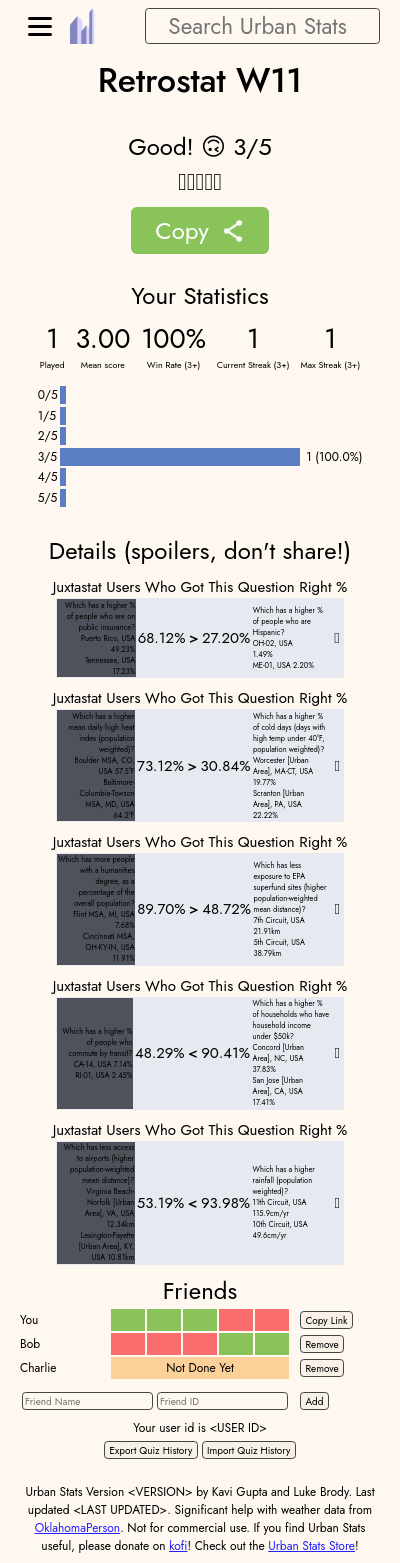 Search Urban Stats
Retrostat W11
Good! 🙃 3/5
Copy
Your Statistics
1 3.00 100% 1 1
Played Mean score Win Rate (3+) Current Streak (3+) Max Streak (3+)
0/5
1/5
2/5
3/5 1 (100.0%)
4/5
5/5
Details (spoilers, don't share!)
Juxtastat Users Who Got This Question Right %
Which has a higher %
of people who are on
public insurance?
Puerto Rico, USA
49.23%
Tennessee, USA
17.23%
68.12% > 27.20%
Which has a higher %
of people who are
Hispanic?
OH-02, USA
1.49%
ME-01, USA 2.20%
Juxtastat Users Who Got This Question Right %
Which has a higher
mean daily high heat
index (population
weighted)?
Boulder MSA, CO,
USA 57.5°F
Baltimore-
Columbia-Towson
MSA, MD, USA
64.2°F
73.12% > 30.84%
Which has a higher %
of cold days (days with
high temp under 40°F,
population weighted)?
Worcester [Urban
Area], MA-CT, USA
19.77%
Scranton [Urban
Area], PA, USA
22.22%
Juxtastat Users Who Got This Question Right %
Which has more people
with a humanities
degree, as a
percentage of the
overall population?
Flint MSA, MI, USA
7.68%
Cincinnati MSA,
OH-KY-IN, USA
11.91%
89.70% > 48.72%
Which has less
exposure to EPA
superfund sites (higher
population-weighted
mean distance)?
7th Circuit, USA
21.91km
5th Circuit, USA
38.79km
Juxtastat Users Who Got This Question Right %
Which has a higher %
of people who
commute by transit?
CA-14, USA 7.14%
RI-01, USA 2.45%
48.29% < 90.41%
Which has a higher %
of households who have
household income
under $50k?
Concord [Urban
Area], NC, USA
37.83%
San Jose [Urban
Area], CA, USA
17.41%
Juxtastat Users Who Got This Question Right %
Which has less access
to airports (higher
population-weighted
mean distance)?
Virginia Beach-
Norfolk [Urban
Area], VA, USA
12.34km
Lexington-Fayette
[Urban Area], KY,
USA 10.81km
53.19% < 93.98%
Which has a higher
rainfall (population
weighted)?
11th Circuit, USA
115.9cm/yr
10th Circuit, USA
49.6cm/yr
Friends
You Copy Link
Bob Remove
Charlie Not Done Yet Remove
Friend Name Friend ID Add
Your user id is <USER ID>
Export Quiz History Import Quiz History
Urban Stats Version <VERSION> by Kavi Gupta and Luke Brody. Last
updated <LAST UPDATED>. Significant help with weather data from
OklahomaPerson. Not for commercial use. If you find Urban Stats
useful, please donate on kofi! Check out the Urban Stats Store!